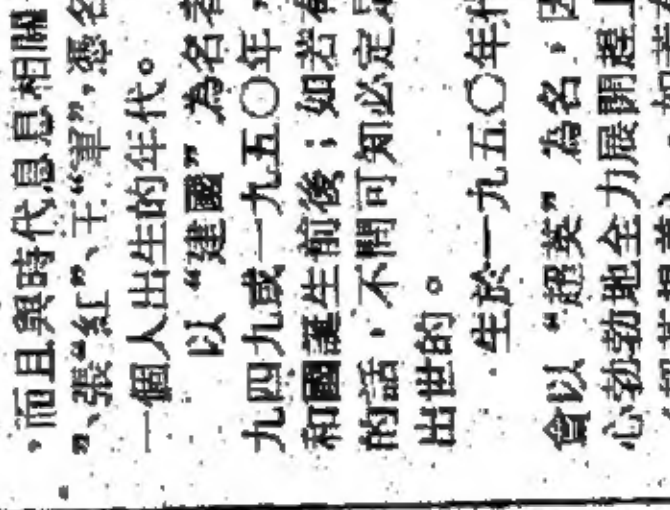 ，而且與時代息息相關
”、張“紅”、王“軍”，憑名
一個人出生的年代。
以“建國”為名者
九四九或一九五〇年，
和國誕生前後；如若
的話，不問可知必定是
出世的。
生於一九五〇年代
會以“超英”為名，因
心勃勃地全力展開趕上